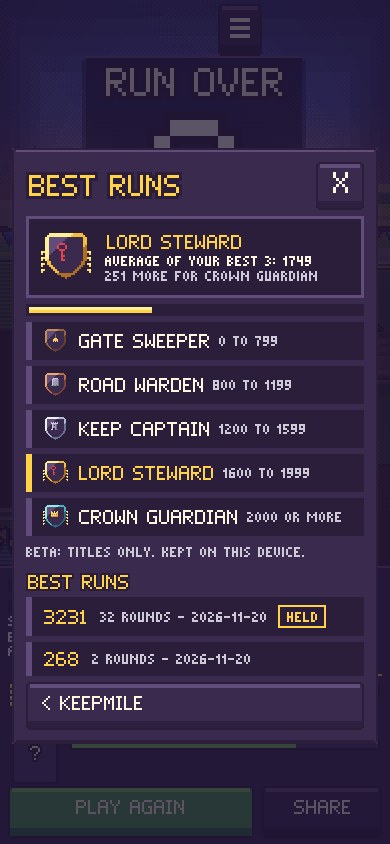 RUN OVER
BEST RUNS
X
LORD STEWARD
AVERAGE OF YOUR BEST 3: 1749
251 MORE FOR CROWN GUARDIAN
GATE SWEEPER 0 TO 799
ROAD WARDEN 800 TO 1199
KEEP CAPTAIN 1200 TO 1599
LORD STEWARD 1600 TO 1999
CROWN GUARDIAN 2000 OR MORE
BETA: TITLES ONLY. KEPT ON THIS DEVICE.
BEST RUNS
3231 32 ROUNDS - 2026-11-20 HELD
268 2 ROUNDS - 2026-11-20
< KEEPMILE
?
PLAY AGAIN SHARE